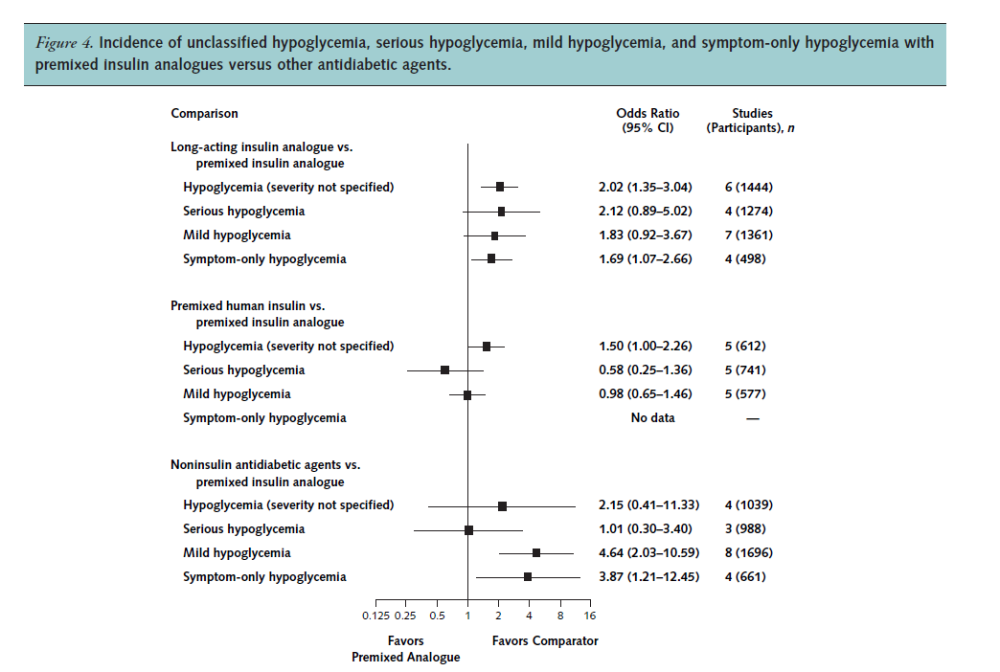 Figure 4. Incidence of unclassified hypoglycemia, serious hypoglycemia, mild hypoglycemia, and symptom-only hypoglycemia with
premixed insulin analogues versus other antidiabetic agents.
Comparison Odds Ratio Studies
(95% CI) (Participants), n
Long-acting insulin analogue vs.
premixed insulin analogue
Hypoglycemia (severity not specified) 2.02 (1.35–3.04) 6 (1444)
Serious hypoglycemia 2.12 (0.89–5.02) 4 (1274)
Mild hypoglycemia 1.83 (0.92–3.67) 7 (1361)
Symptom-only hypoglycemia 1.69 (1.07–2.66) 4 (498)
Premixed human insulin vs.
premixed insulin analogue
Hypoglycemia (severity not specified) 1.50 (1.00–2.26) 5 (612)
Serious hypoglycemia 0.58 (0.25–1.36) 5 (741)
Mild hypoglycemia 0.98 (0.65–1.46) 5 (577)
Symptom-only hypoglycemia No data —
Noninsulin antidiabetic agents vs.
premixed insulin analogue
Hypoglycemia (severity not specified) 2.15 (0.41–11.33) 4 (1039)
Serious hypoglycemia 1.01 (0.30–3.40) 3 (988)
Mild hypoglycemia 4.64 (2.03–10.59) 8 (1696)
Symptom-only hypoglycemia 3.87 (1.21–12.45) 4 (661)
0.125 0.25 0.5 1 2 4 8 16
Favors Favors Comparator
Premixed Analogue